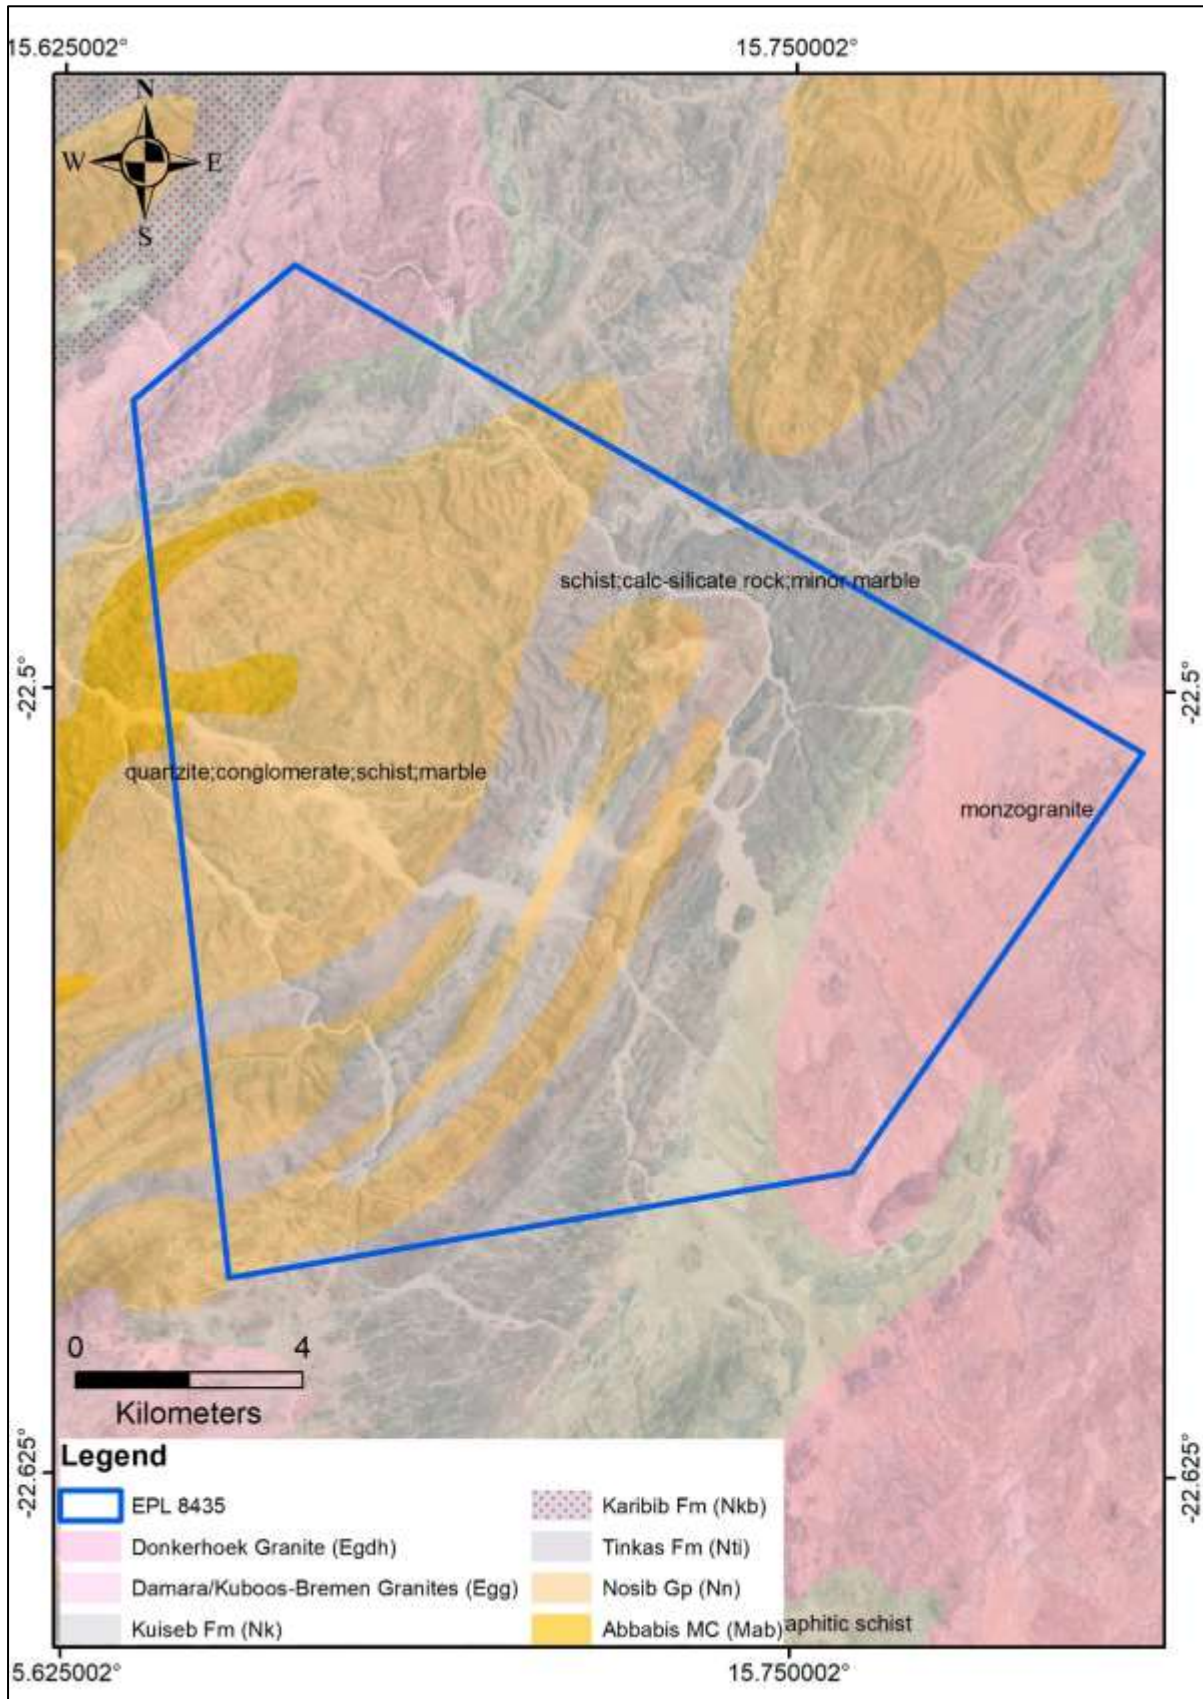 15.625002°
15.750002°
N
W
E
S
schist;calc-silicate rock;minor marble
-22.5°
-22.5°
quartzite;conglomerate;schist;marble
monzogranite
0
4
Kilometers
-22.625°
-22.625°
Legend
EPL 8435
Donkerhoek Granite (Egdh)
Damara/Kuboos-Bremen Granites (Egg)
Kuiseb Fm (Nk)
Karibib Fm (Nkb)
Tinkas Fm (Nti)
Nosib Gp (Nn)
Abbabis MC (Mab)
aphitic schist
5.625002°
15.750002°